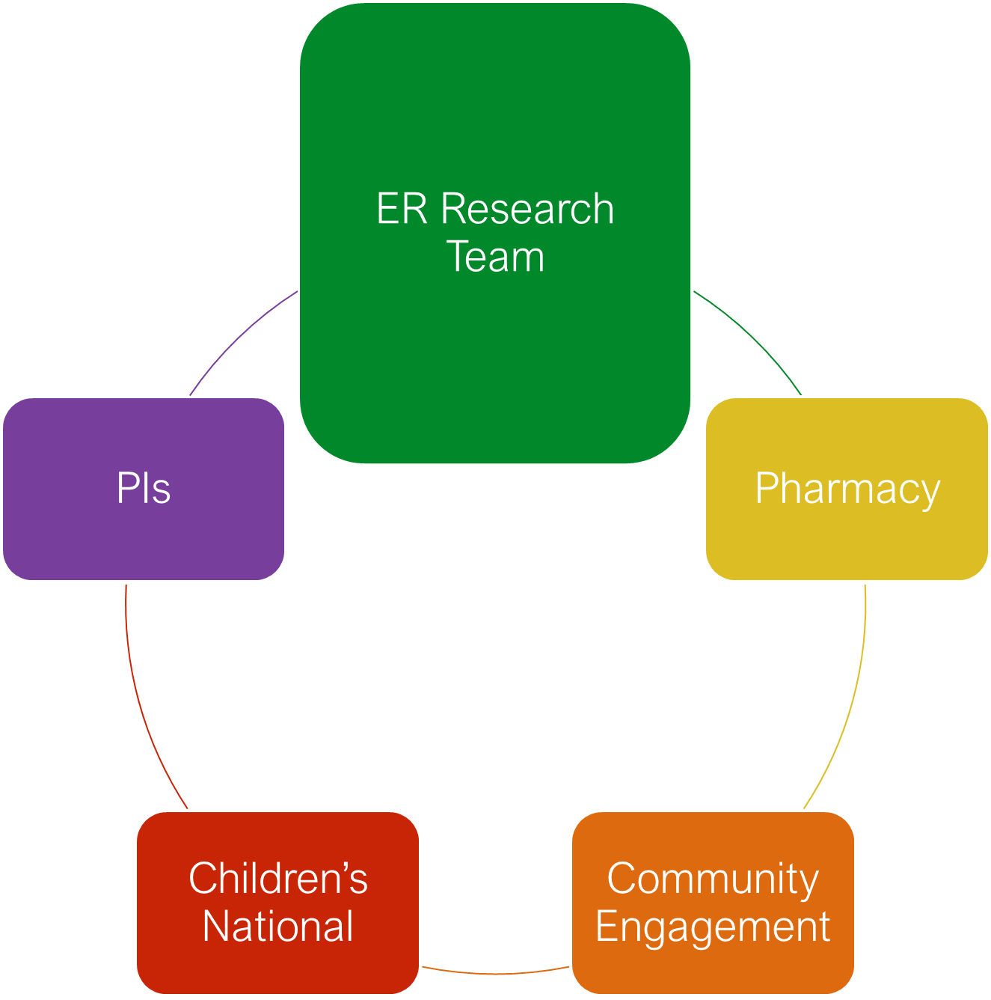 ER Research
Team
PIs
Pharmacy
Children’s
National
Community
Engagement